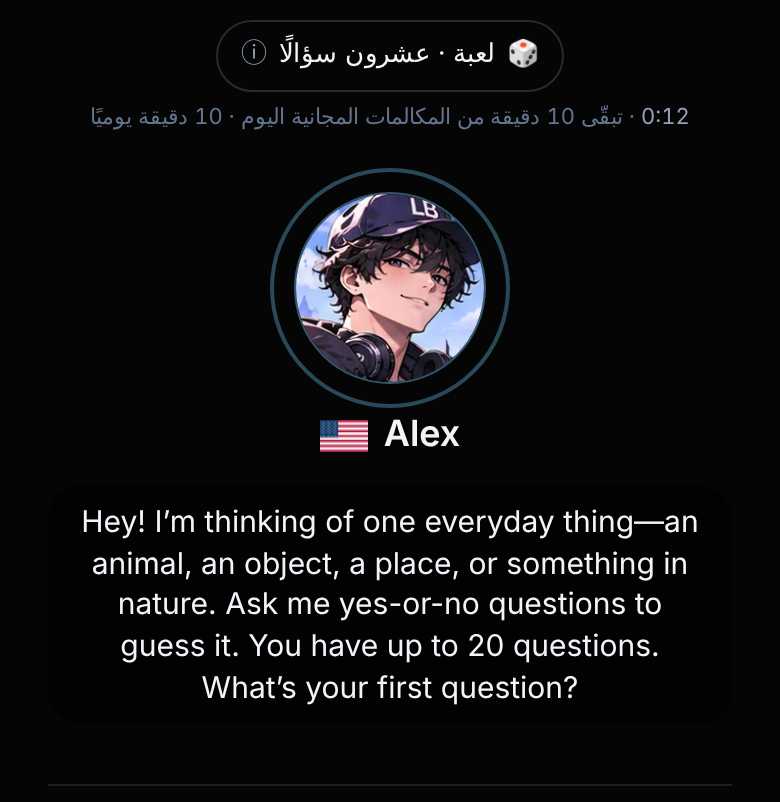 لعبة · عشرون سؤالًا ⓘ
0:12 · تبقّى 10 دقيقة من المكالمات المجانية اليوم · 10 دقيقة يوميًا
LB
Alex
Hey! I’m thinking of one everyday thing—an
animal, an object, a place, or something in
nature. Ask me yes-or-no questions to
guess it. You have up to 20 questions.
What’s your first question?